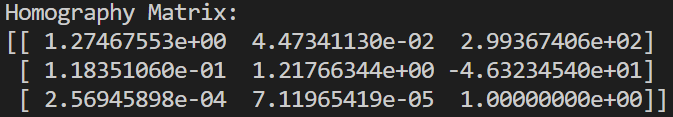 Homography Matrix:
[[ 1.27467553e+00  4.47341130e-02  2.99367406e+02]
 [ 1.18351060e-01  1.21766344e+00 -4.63234540e+01]
 [ 2.56945898e-04  7.11965419e-05  1.00000000e+00]]